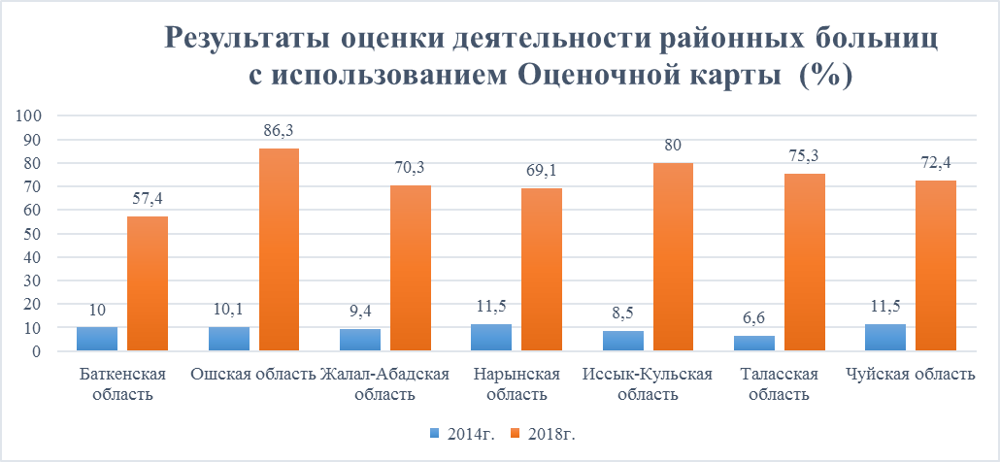 Результаты оценки деятельности районных больниц
с использованием Оценочной карты (%)
100
90
80
70
60
50
40
30
20
10
0
10
57,4
10,1
86,3
9,4
70,3
11,5
69,1
8,5
80
6,6
75,3
11,5
72,4
Баткенская
область
Ошская область
Жалал-Абадская
область
Нарынская
область
Иссык-Кульская
область
Таласская
область
Чуйская область
2014г.
2018г.